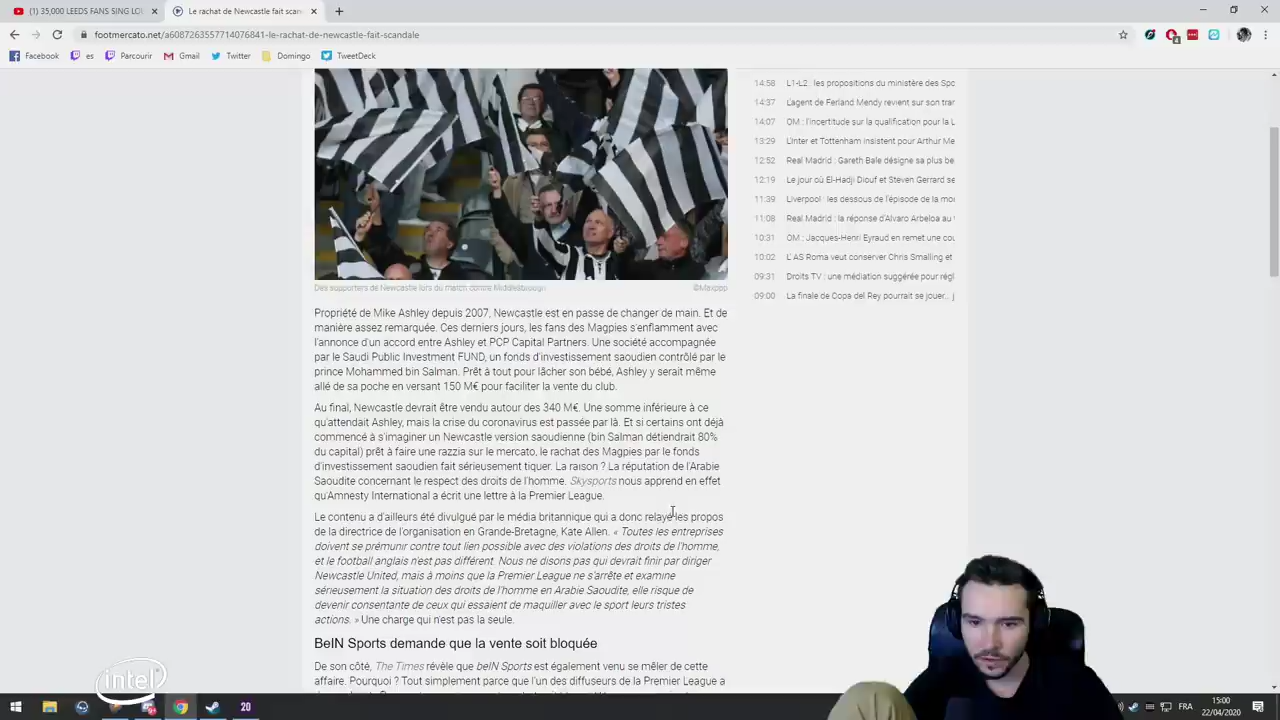 (1) 35,000 LEEDS FANS SING LO
Le rachat de Newcastle fait scan
footmercato.net/a6087263557714076841-le-rachat-de-newcastle-fait-scandale
Facebook
es
Parcourir
Gmail
Twitter
Domingo
TweetDeck
14:58 L1-L2 : les propositions du ministère des Spo
14:37 L'agent de Ferland Mendy revient sur son tran
14:07 OM : l'incertitude sur la qualification pour la L
13:29 L'Inter et Tottenham insistent pour Arthur Me
12:52 Real Madrid : Gareth Bale désigne sa plus be
12:19 Le jour où El-Hadji Diouf et Steven Gerrard se
11:39 Liverpool : les dessous de l'épisode de la mo
11:08 Real Madrid : la réponse d'Alvaro Arbeloa au
10:31 OM : Jacques-Henri Eyraud en remet une cou
10:02 L'AS Roma veut conserver Chris Smalling et
09:31 Droits TV : une médiation suggérée pour régl
09:00 La finale de Copa del Rey pourrait se jouer... j
Des supporters de Newcastle lors du match contre Middlesbrough
©Maxppp
Propriété de Mike Ashley depuis 2007, Newcastle est en passe de changer de main. Et de
manière assez remarquée. Ces derniers jours, les fans des Magpies s'enflamment avec
l'annonce d'un accord entre Ashley et PCP Capital Partners. Une société accompagnée
par le Saudi Public Investment FUND, un fonds d'investissement saoudien contrôlé par le
prince Mohammed bin Salman. Prêt à tout pour lâcher son bébé, Ashley y serait même
allé de sa poche en versant 150 M€ pour faciliter la vente du club.
Au final, Newcastle devrait être vendu autour des 340 M€. Une somme inférieure à ce
qu'attendait Ashley, mais la crise du coronavirus est passée par là. Et si certains ont déjà
commencé à s'imaginer un Newcastle version saoudienne (bin Salman détiendrait 80%
du capital) prêt à faire une razzia sur le mercato, le rachat des Magpies par le fonds
d'investissement saoudien fait sérieusement tiquer. La raison ? La réputation de l'Arabie
Saoudite concernant le respect des droits de l'homme. Skysports nous apprend en effet
qu'Amnesty International a écrit une lettre à la Premier League.
Le contenu a d'ailleurs été divulgué par le média britannique qui a donc relayé les propos
de la directrice de l'organisation en Grande-Bretagne, Kate Allen. « Toutes les entreprises
doivent se prémunir contre tout lien possible avec des violations des droits de l'homme,
et le football anglais n'est pas différent. Nous ne disons pas qui devrait finir par diriger
Newcastle United, mais à moins que la Premier League ne s'arrête et examine
sérieusement la situation des droits de l'homme en Arabie Saoudite, elle risque de
devenir consentante de ceux qui essaient de maquiller avec le sport leurs tristes
actions. » Une charge qui n'est pas la seule.
BeIN Sports demande que la vente soit bloquée
De son côté, The Times révèle que beIN Sports est également venu se mêler de cette
affaire. Pourquoi ? Tout simplement parce que l'un des diffuseurs de la Premier League a
intel
20
FRA
15:00
22/04/2020